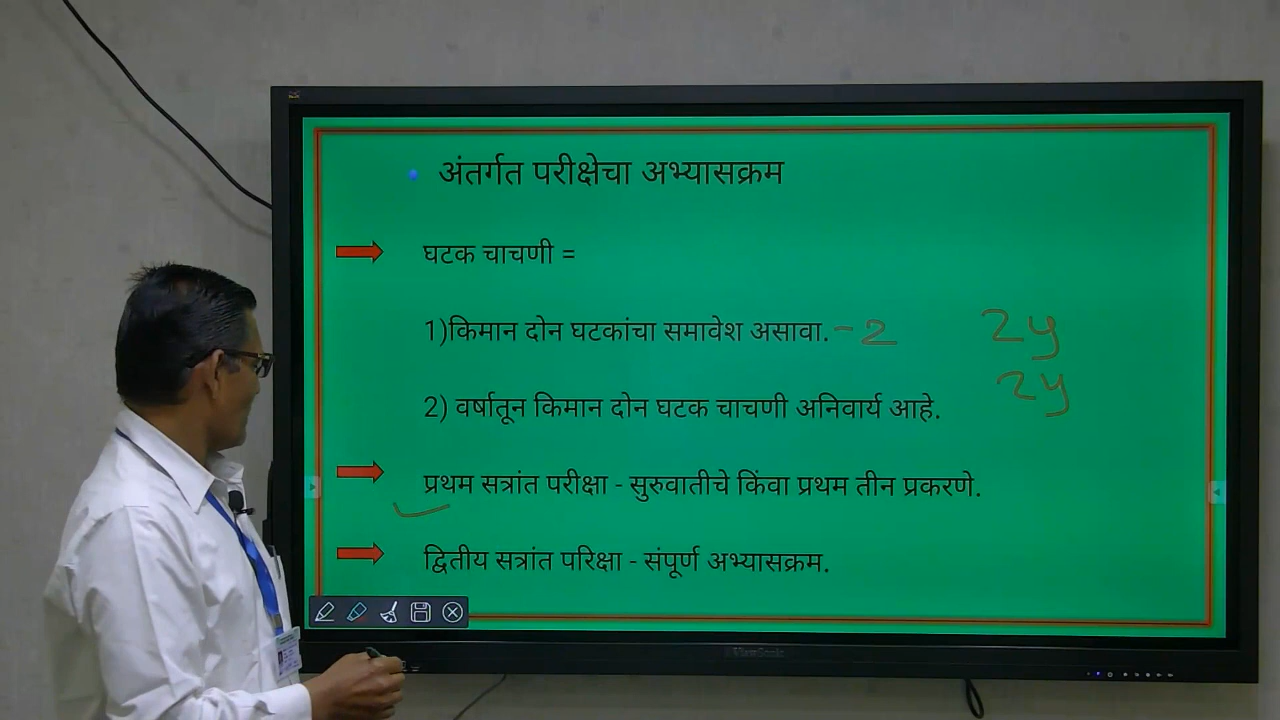 अंतर्गत परीक्षेचा अभ्यासक्रम
घटक चाचणी =
1)किमान दोन घटकांचा समावेश असावा. -2
2y
2y
2) वर्षातून किमान दोन घटक चाचणी अनिवार्य आहे.
प्रथम सत्रांत परीक्षा - सुरुवातीचे किंवा प्रथम तीन प्रकरणे.
द्वितीय सत्रांत परिक्षा - संपूर्ण अभ्यासक्रम.
ViewSonic